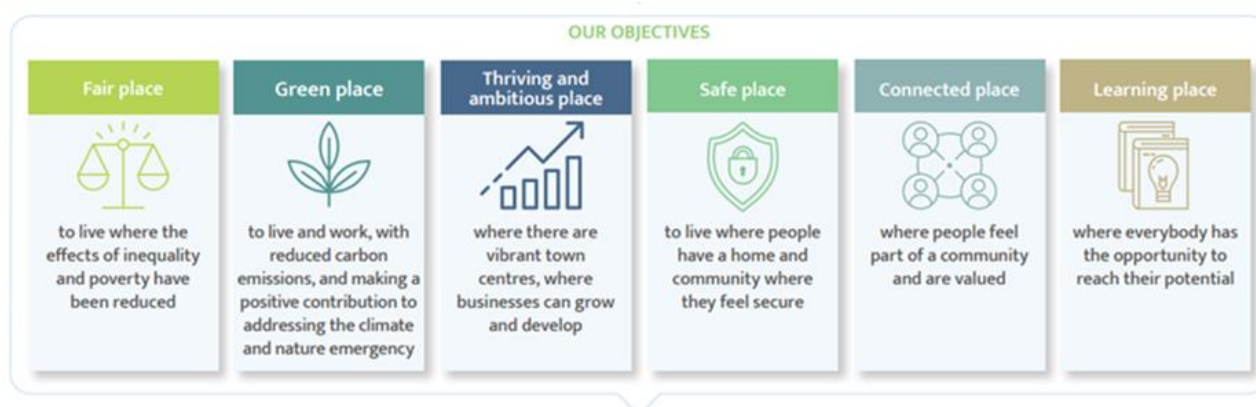 OUR OBJECTIVES
Fair place
to live where the
effects of inequality
and poverty have
been reduced
Green place
to live and work, with
reduced carbon
emissions, and making a
positive contribution to
addressing the climate
and nature emergency
Thriving and
ambitious place
where there are
vibrant town
centres, where
businesses can grow
and develop
Safe place
to live where people
have a home and
community where
they feel secure
Connected place
where people feel
part of a community
and are valued
Learning place
where everybody has
the opportunity to
reach their potential